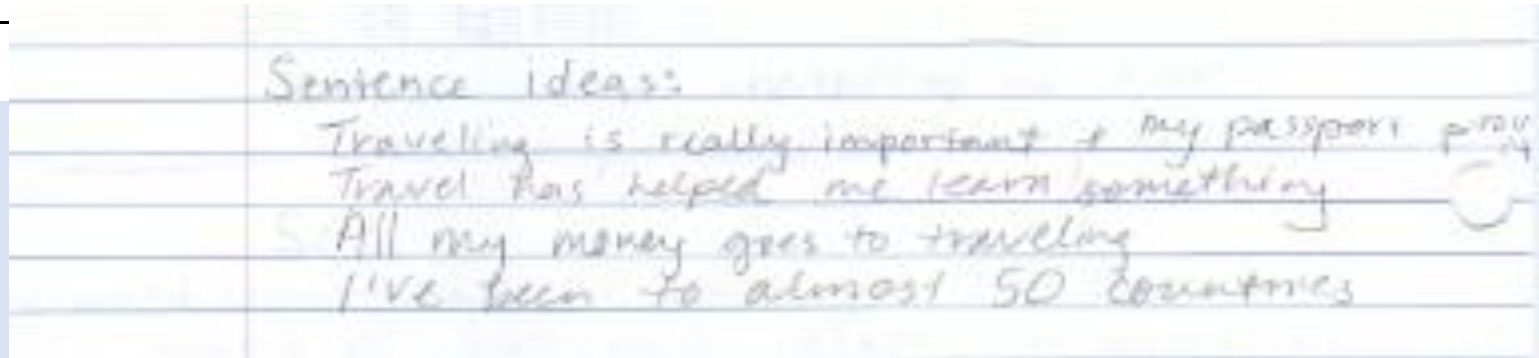 Sentence ideas:
Traveling is really important + my passport
Travel has helped me learn something
All my money goes to traveling
I've been to almost 50 countries